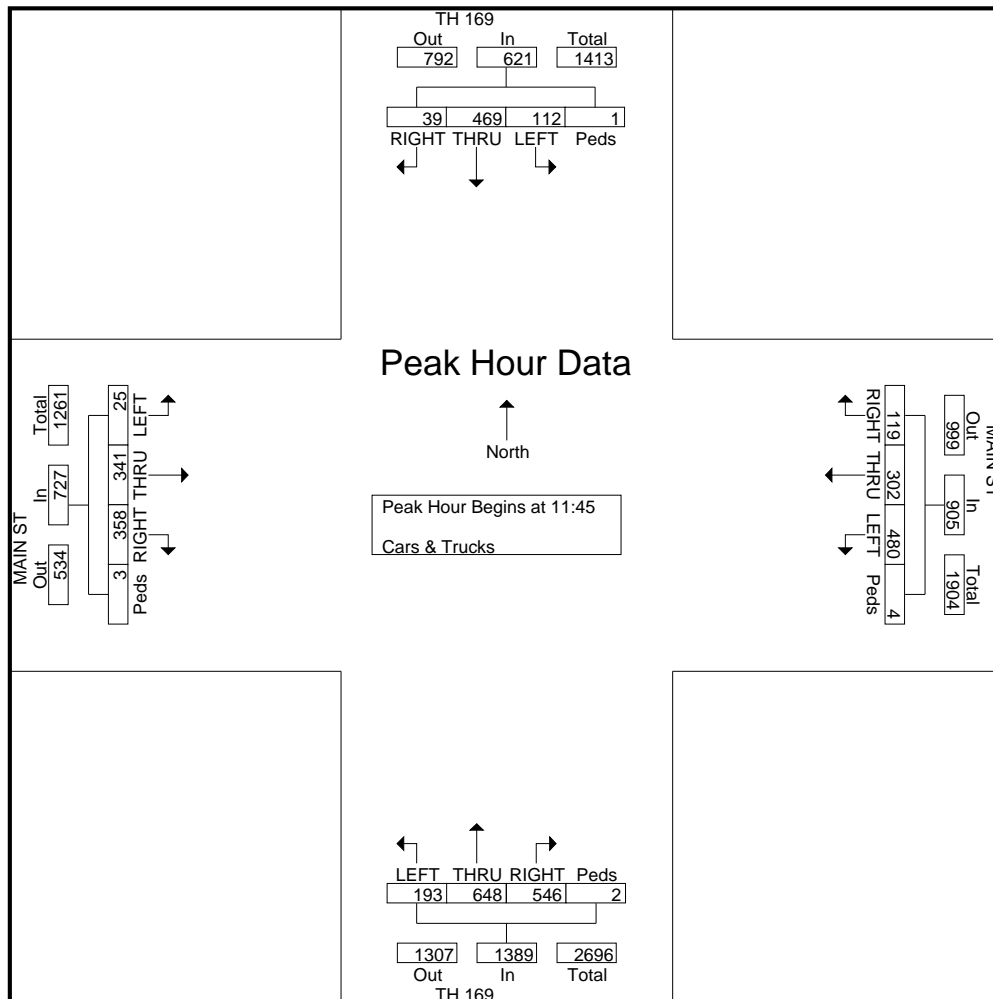 TH 169
Out In Total
792 621 1413
39 469 112 1
RIGHT THRU LEFT Peds
Peak Hour Data
North
Peak Hour Begins at 11:45
Cars & Trucks
MAIN ST
Out In Total
534 727 1261
3 358 341 25
Peds RIGHT THRU LEFT
MAIN ST
Out In Total
999 905 1904
119 302 480 4
RIGHT THRU LEFT Peds
LEFT THRU RIGHT Peds
193 648 546 2
1307 1389 2696
Out In Total
TH 169